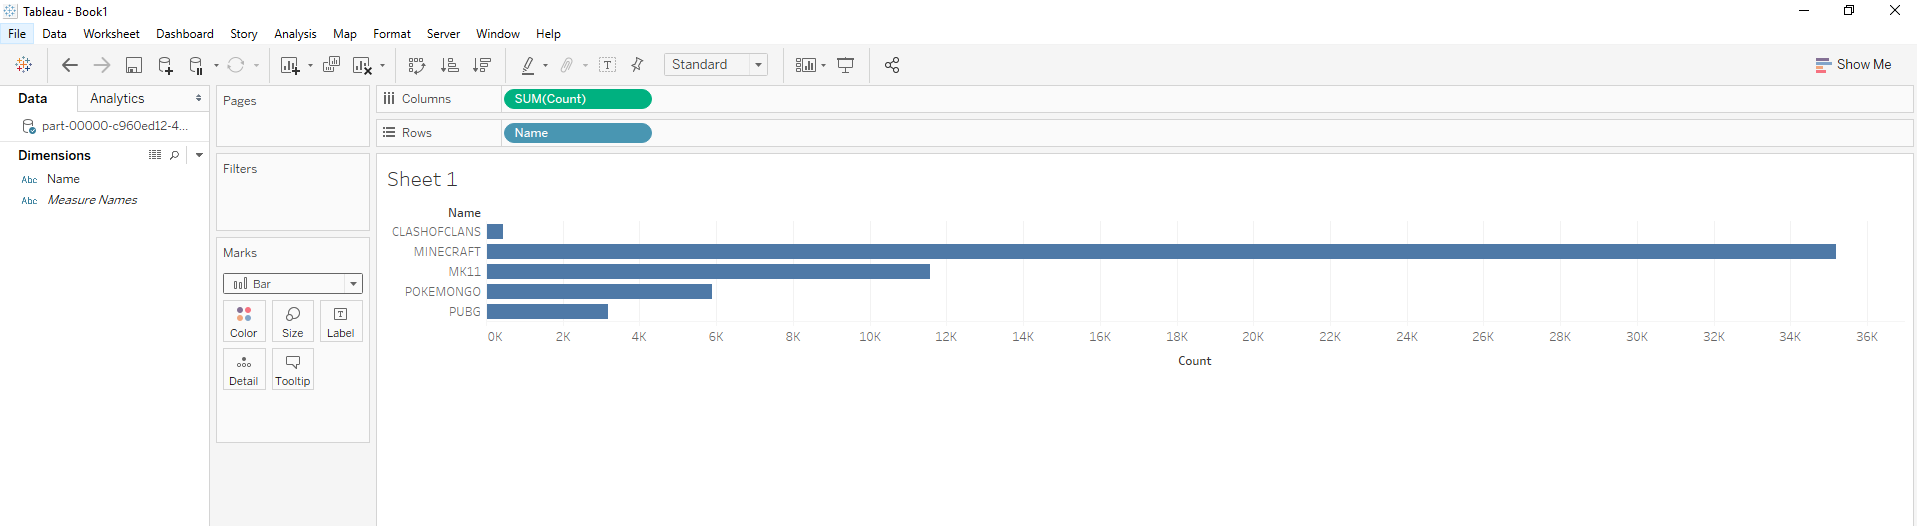 Tableau - Book1
File Data Worksheet Dashboard Story Analysis Map Format Server Window Help
Standard
Show Me
Data Analytics
part-00000-c960ed12-4...
Dimensions
Abc Name
Abc Measure Names
Pages
Filters
Marks
Bar
Color Size Label
Detail Tooltip
Columns SUM(Count)
Rows Name
Sheet 1
Name
CLASHOFCLANS
MINECRAFT
MK11
POKEMONGO
PUBG
0K 2K 4K 6K 8K 10K 12K 14K 16K 18K 20K 22K 24K 26K 28K 30K 32K 34K 36K
Count